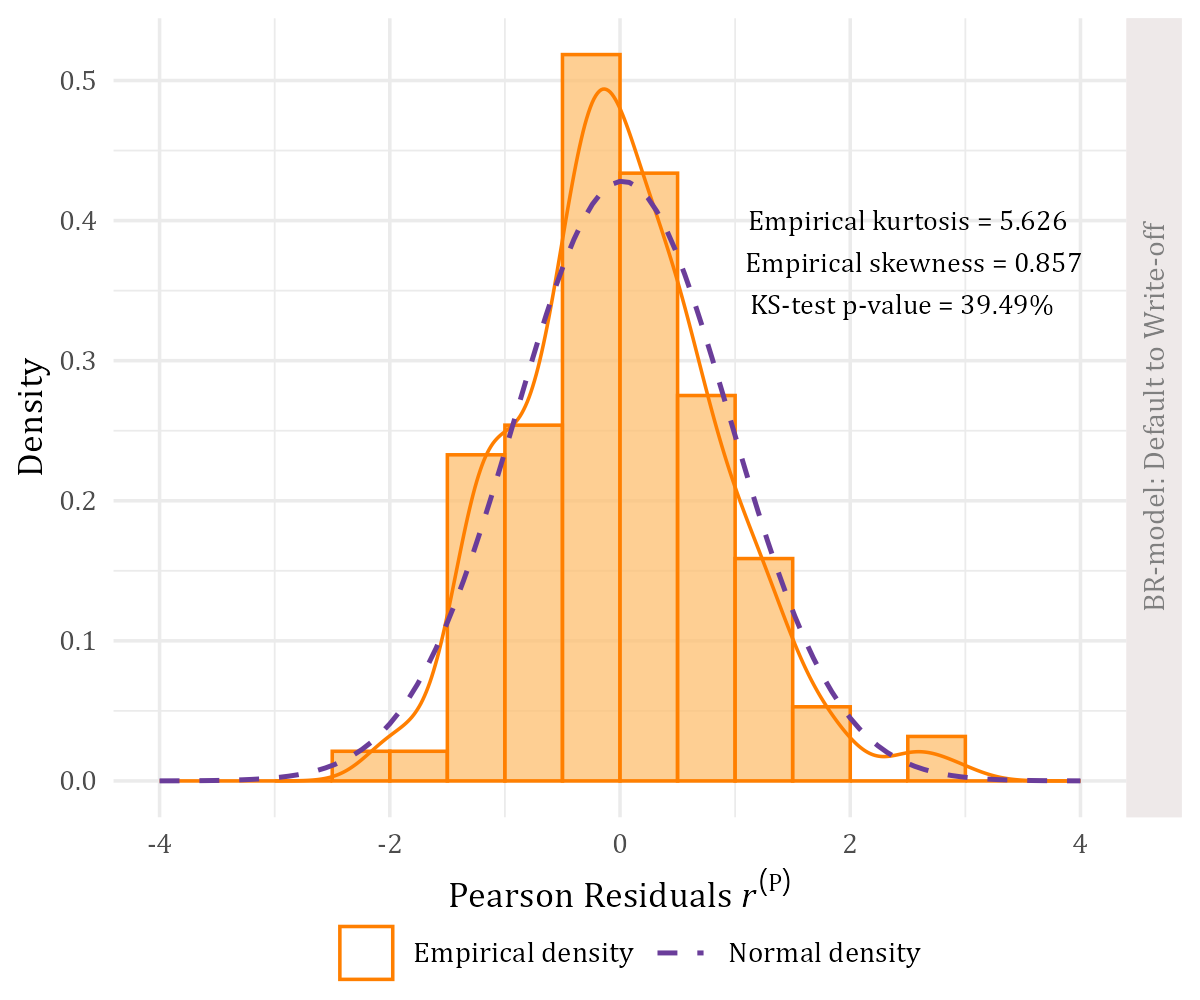 0.5
0.4
0.3
0.2
0.1
0.0
Density
Empirical kurtosis = 5.626
Empirical skewness = 0.857
KS-test p-value = 39.49%
BR-model: Default to Write-off
-4 -2 0 2 4
Pearson Residuals r(P)
Empirical density Normal density